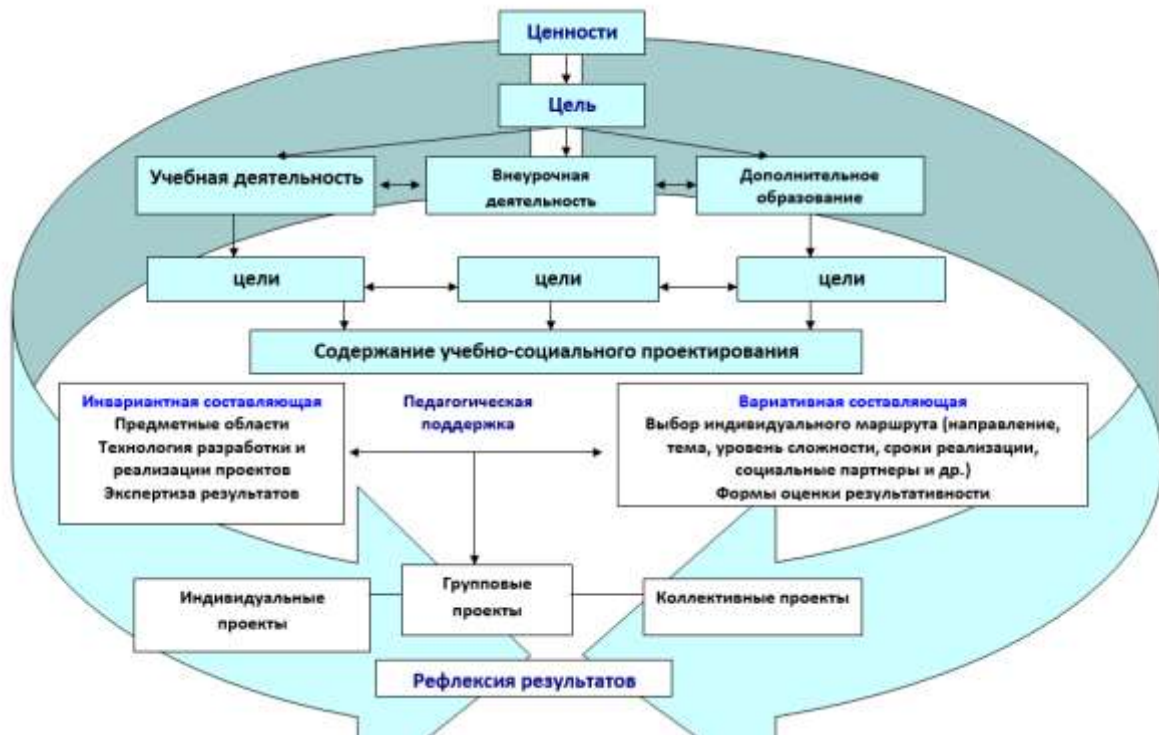 Ценности
Цель
Учебная деятельность
Внеурочная
деятельность
Дополнительное
образование
цели
цели
цели
Содержание учебно-социального проектирования
Инвариантная составляющая
Предметные области
Технология разработки и
реализации проектов
Экспертиза результатов
Педагогическая
поддержка
Вариативная составляющая
Выбор индивидуального маршрута (направление,
тема, уровень сложности, сроки реализации,
социальные партнеры и др.)
Формы оценки результативности
Индивидуальные
проекты
Групповые
проекты
Коллективные проекты
Рефлексия результатов